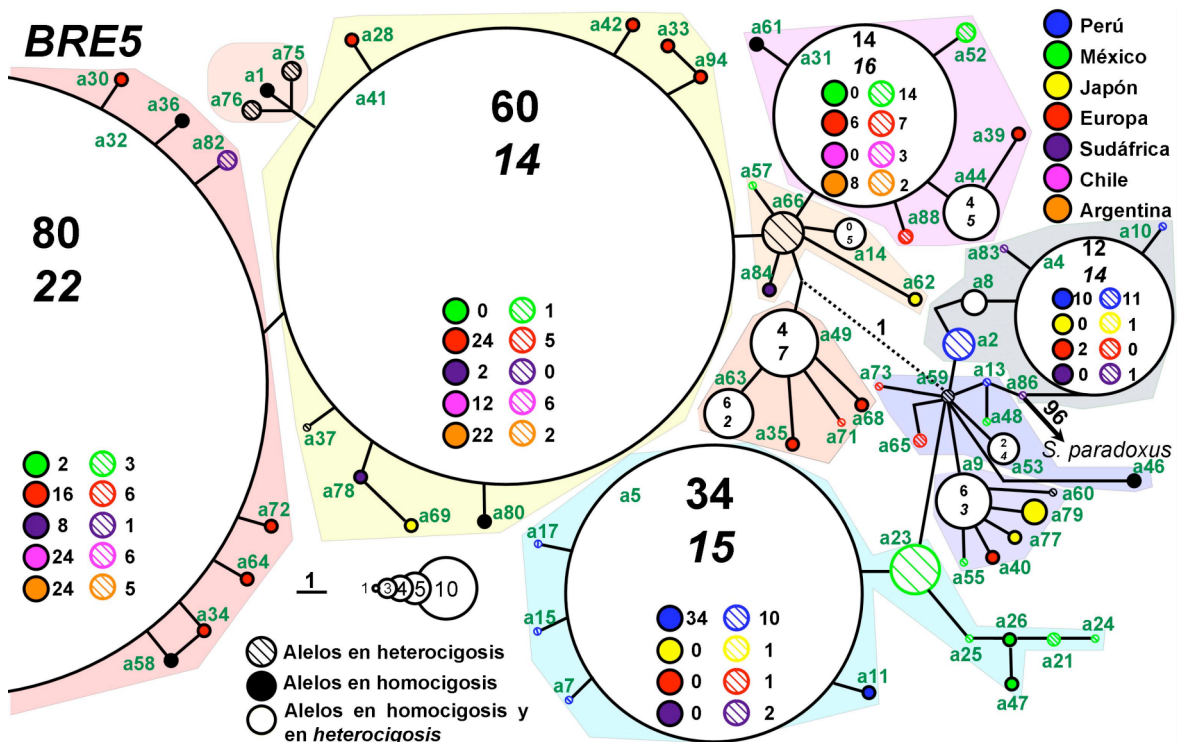 BRE5
a30
a36
a32
a82
80
22
2 3
16 6
8 1
24 6
24 5
a72
a64
a34
a58
a75
a1
a76
a28
a41
a42
a33
a94
60
14
0 1
24 5
2 0
12 6
22 2
a37
a78
a69
a80
a61
a31
14
16
0 14
6 7
0 3
8 2
a52
a39
a44
4
5
a88
a57
a66
0
5
a14
a84
a62
1
4
7
a49
a63
6
2
a35
a71
a68
Perú
México
Japón
Europa
Sudáfrica
Chile
Argentina
a10
a83
a4
12
14
a8
10 11
0 1
2 0
0 1
a2
a73
a59
a13
a86
a48
96
S. paradoxus
a65
2
4
a53
a46
a9
6
3
a60
a79
a77
a40
a55
a23
a5
34
15
a17
a15
a7
34 10
0 1
0 1
0 2
a11
a26
a24
a25
a21
a47
1
1 3 4 5 10
Alelos en heterocigosis
Alelos en homocigosis
Alelos en homocigosis y
en heterocigosis